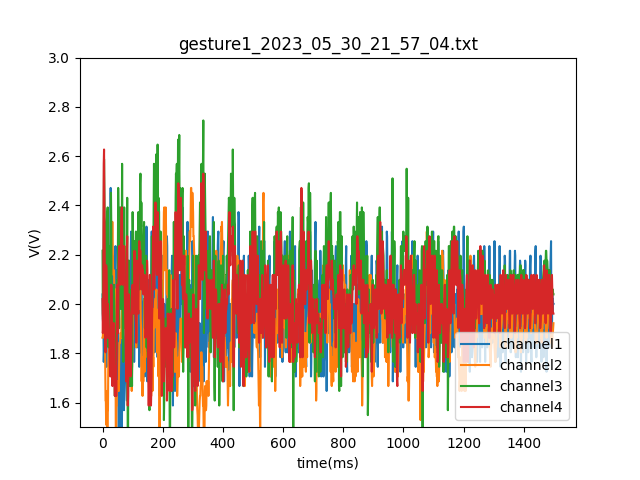 gesture1_2023_05_30_21_57_04.txt
3.0
2.8
2.6
2.4
2.2
2.0
1.8
1.6
V(V)
channel1
channel2
channel3
channel4
0 200 400 600 800 1000 1200 1400
time(ms)